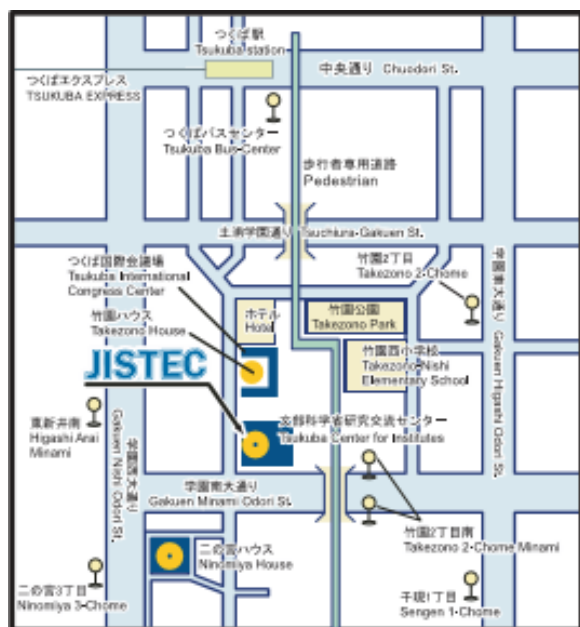 つくば駅
Tsukuba station
中央通り Chuodori St.
つくばエクスプレス
TSUKUBA EXPRESS
つくばバスセンター
Tsukuba Bus Center
歩行者専用道路
Pedestrian
土浦学園通り Tsuchiura-Gakuen St.
つくば国際会議場
Tsukuba International
Congress Center
竹園2丁目
Takezono 2-Chome
学園東大通り Gakuen Higashi Odori St.
竹園ハウス
Takezono House
ホテル
Hotel
竹園公園
Takezono Park
竹園西小学校
Takezono-Nishi
Elementary School
JISTEC
東新井南
Higashi Arai
Minami
学園西大通り
Gakuen Nishi Odori St.
文部科学省研究交流センター
Tsukuba Center for Institutes
学園南大通り
Gakuen Minami Odori St.
竹園2丁目南
Takezono 2-Chome Minami
二の宮ハウス
Ninomiya House
二の宮3丁目
Ninomiya 3-Chome
千現1丁目
Sengen 1-Chome